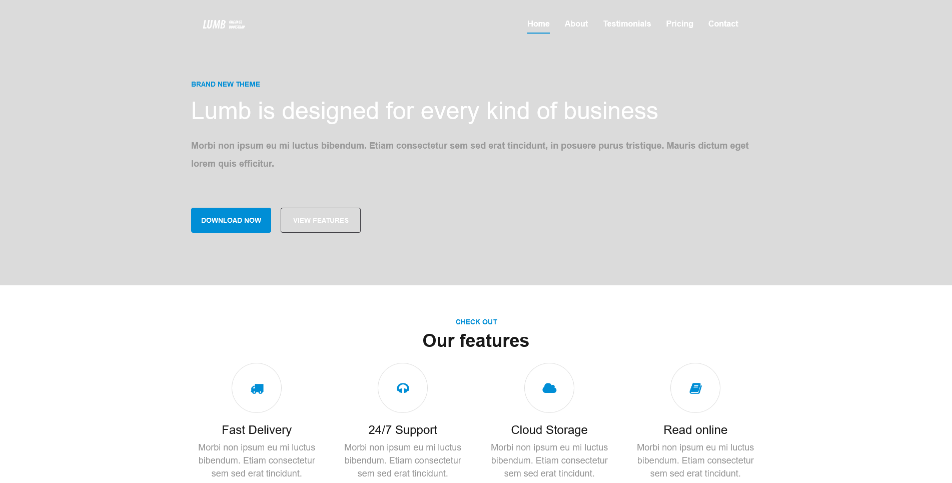 LUMB
Home About Testimonials Pricing Contact
BRAND NEW THEME
Lumb is designed for every kind of business
Morbi non ipsum eu mi luctus bibendum. Etiam consectetur sem sed erat tincidunt, in posuere purus tristique. Mauris dictum eget
lorem quis efficitur.
DOWNLOAD NOW VIEW FEATURES
CHECK OUT
Our features
Fast Delivery
Morbi non ipsum eu mi luctus
bibendum. Etiam consectetur
sem sed erat tincidunt.
24/7 Support
Morbi non ipsum eu mi luctus
bibendum. Etiam consectetur
sem sed erat tincidunt.
Cloud Storage
Morbi non ipsum eu mi luctus
bibendum. Etiam consectetur
sem sed erat tincidunt.
Read online
Morbi non ipsum eu mi luctus
bibendum. Etiam consectetur
sem sed erat tincidunt.